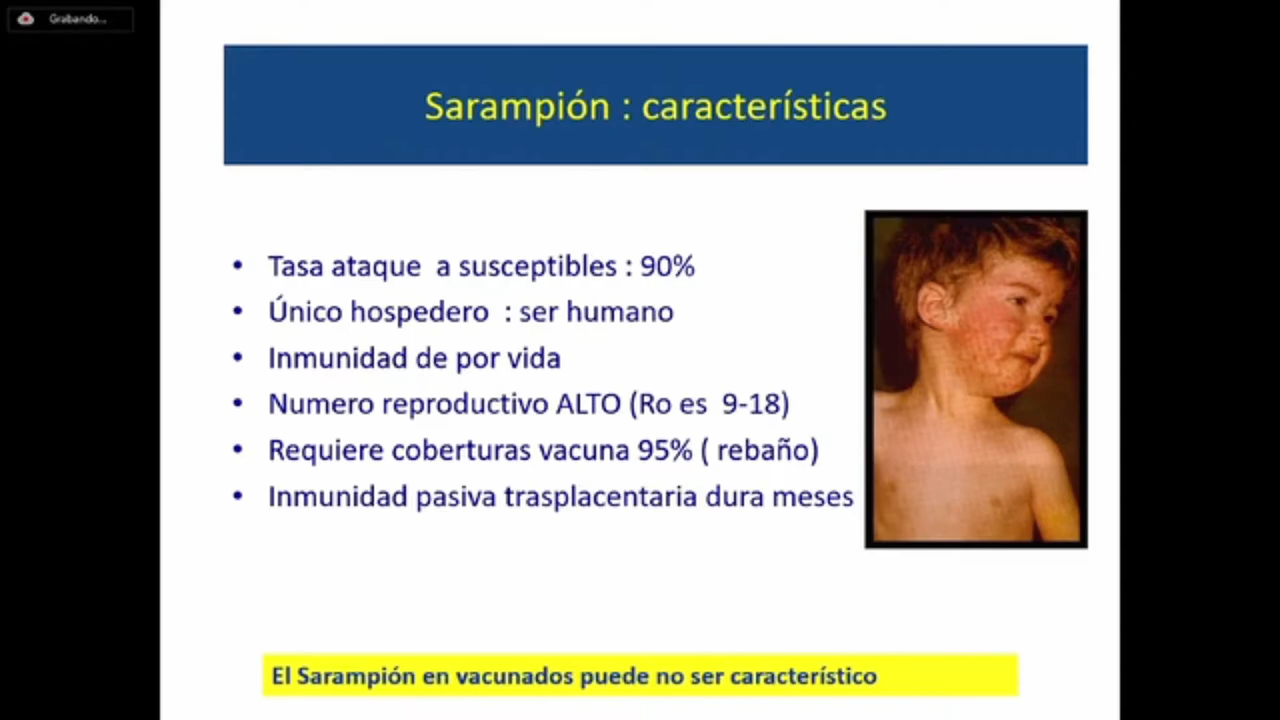 Grabando...
Sarampión : características
• Tasa ataque a susceptibles : 90%
• Único hospedero : ser humano
• Inmunidad de por vida
• Numero reproductivo ALTO (Ro es 9-18)
• Requiere coberturas vacuna 95% ( rebaño)
• Inmunidad pasiva trasplacentaria dura meses
El Sarampión en vacunados puede no ser característico